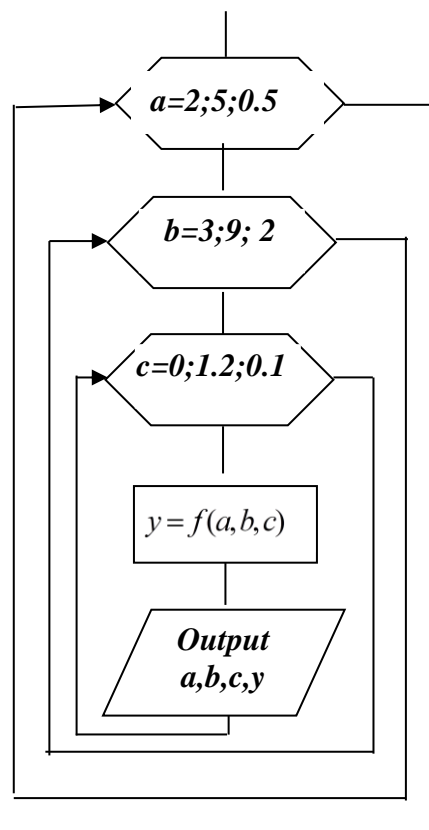 a=2;5;0.5
b=3;9; 2
c=0;1.2;0.1
y = f(a,b,c)
Output
a,b,c,y